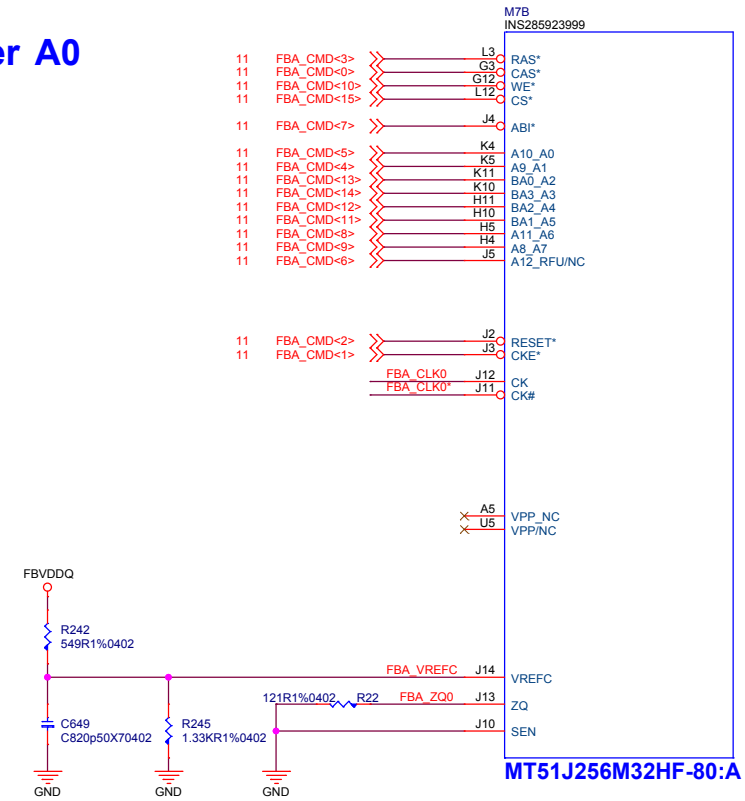 M7B
INS285923999
er A0
11 FBA_CMD<3> L3 RAS*
11 FBA_CMD<0> G3 CAS*
11 FBA_CMD<10> G12 WE*
11 FBA_CMD<15> L12 CS*
11 FBA_CMD<7> J4 ABI*
11 FBA_CMD<5> K4 A10_A0
11 FBA_CMD<4> K5 A9_A1
11 FBA_CMD<13> K11 BA0_A2
11 FBA_CMD<14> K10 BA3_A3
11 FBA_CMD<12> H11 BA2_A4
11 FBA_CMD<11> H10 BA1_A5
11 FBA_CMD<8> H5 A11_A6
11 FBA_CMD<9> H4 A8_A7
11 FBA_CMD<6> J5 A12_RFU/NC
11 FBA_CMD<2> J2 RESET*
11 FBA_CMD<1> J3 CKE*
FBA_CLK0 J12 CK
FBA_CLK0* J11 CK#
A5 VPP_NC
U5 VPP/NC
FBVDDQ
R242
549R1%0402
FBA_VREFC J14 VREFC
121R1%0402 R22 FBA_ZQ0 J13 ZQ
C649
C820p50X70402
R245
1.33KR1%0402
J10 SEN
GND GND GND
MT51J256M32HF-80:A